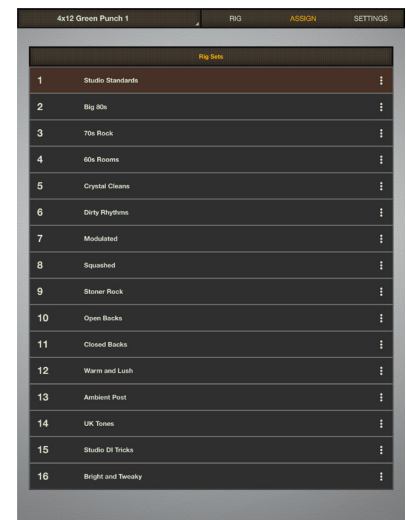 4x12 Green Punch 1 RIG ASSIGN SETTINGS
Rig Sets
1 Studio Standards
2 Big 80s
3 70s Rock
4 60s Rooms
5 Crystal Cleans
6 Dirty Rhythms
7 Modulated
8 Squashed
9 Stoner Rock
10 Open Backs
11 Closed Backs
12 Warm and Lush
13 Ambient Post
14 UK Tones
15 Studio DI Tricks
16 Bright and Tweaky